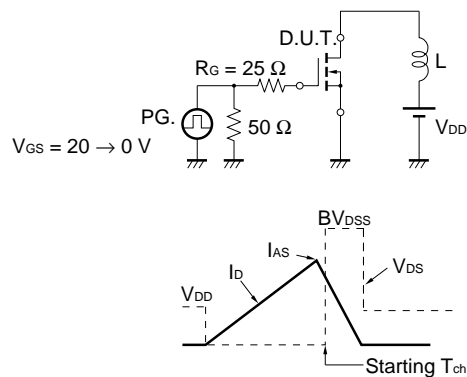 D.U.T.
RG = 25 Ω
L
PG.
50 Ω
VDD
VGS = 20 → 0 V
BVDSS
IAS
ID
VDS
VDD
Starting Tch